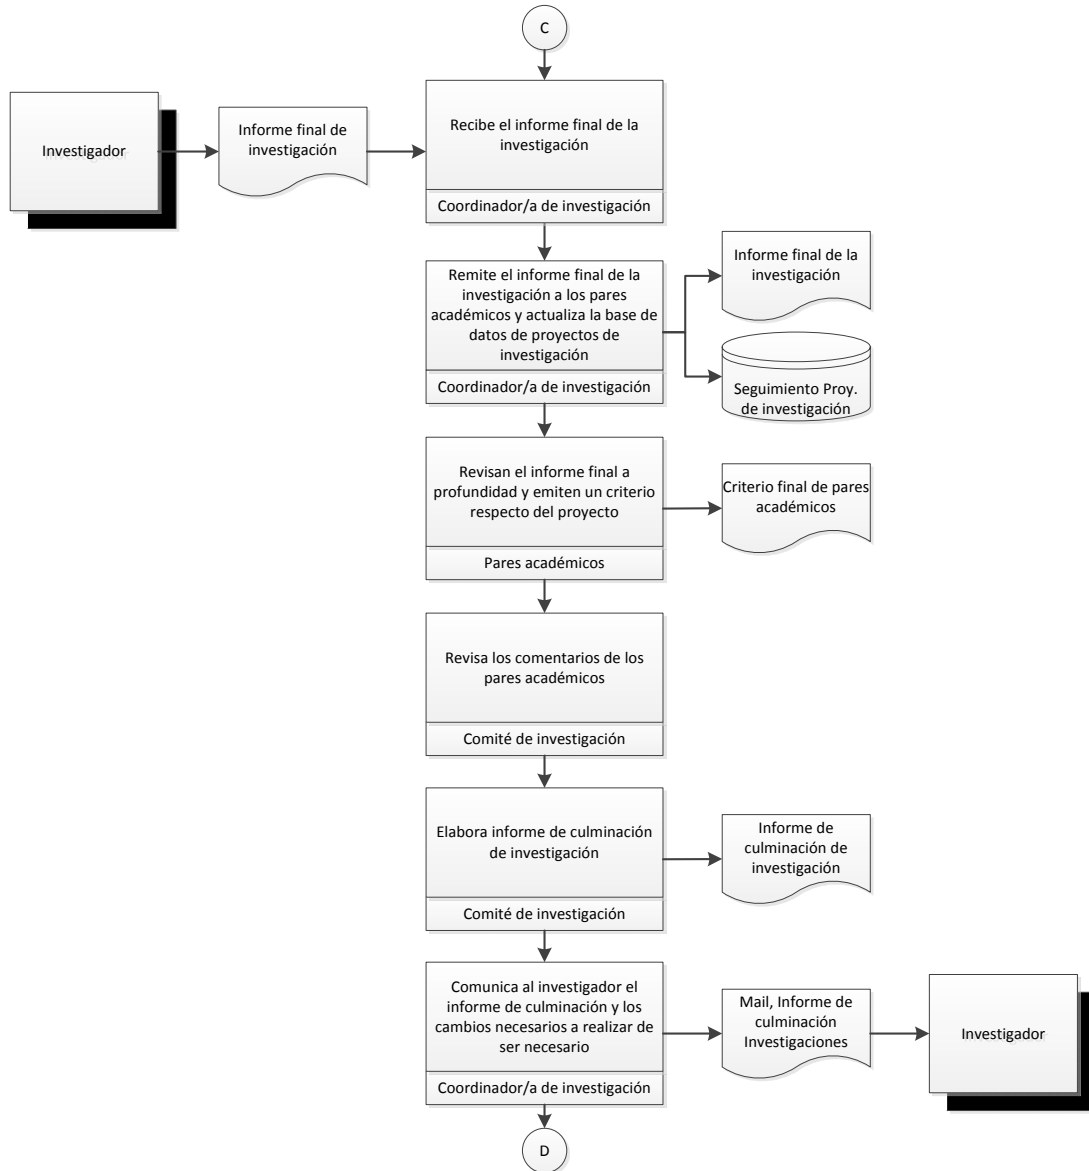 C
Investigador
Informe final de
investigación
Recibe el informe final de la
investigación
Coordinador/a de investigación
Remite el informe final de la
investigación a los pares
académicos y actualiza la base de
datos de proyectos de
investigación
Coordinador/a de investigación
Informe final de la
investigación
Seguimiento Proy.
de investigación
Revisan el informe final a
profundidad y emiten un criterio
respecto del proyecto
Pares académicos
Criterio final de pares
académicos
Revisa los comentarios de los
pares académicos
Comité de investigación
Elabora informe de culminación
de investigación
Comité de investigación
Informe de
culminación de
investigación
Comunica al investigador el
informe de culminación y los
cambios necesarios a realizar de
ser necesario
Coordinador/a de investigación
Mail, Informe de
culminación
Investigaciones
Investigador
D